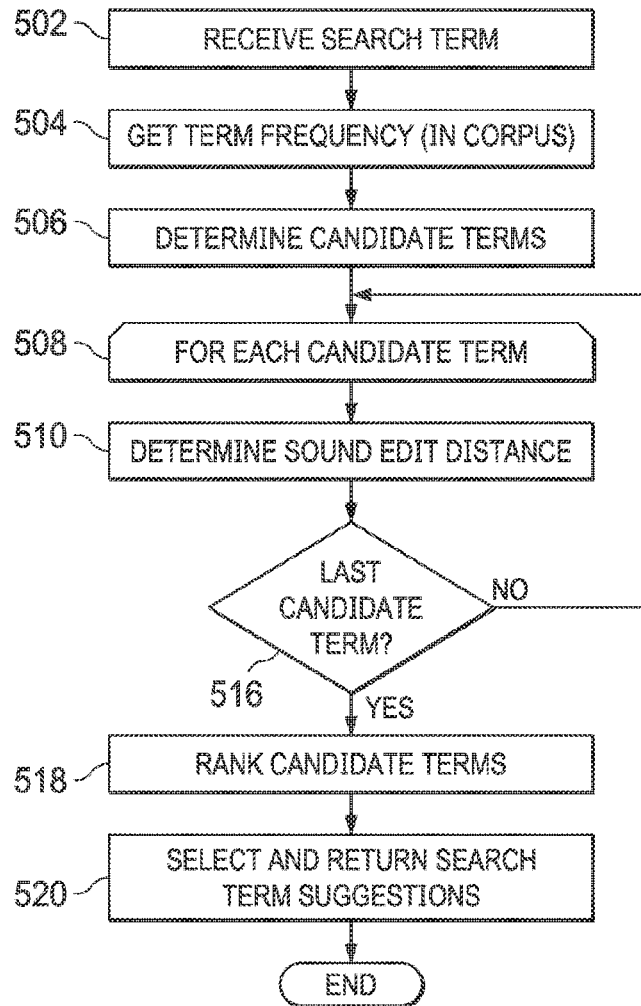 502
RECEIVE SEARCH TERM
504
GET TERM FREQUENCY (IN CORPUS)
506
DETERMINE CANDIDATE TERMS
508
FOR EACH CANDIDATE TERM
510
DETERMINE SOUND EDIT DISTANCE
LAST
CANDIDATE
TERM?
NO
516
YES
518
RANK CANDIDATE TERMS
520
SELECT AND RETURN SEARCH
TERM SUGGESTIONS
END